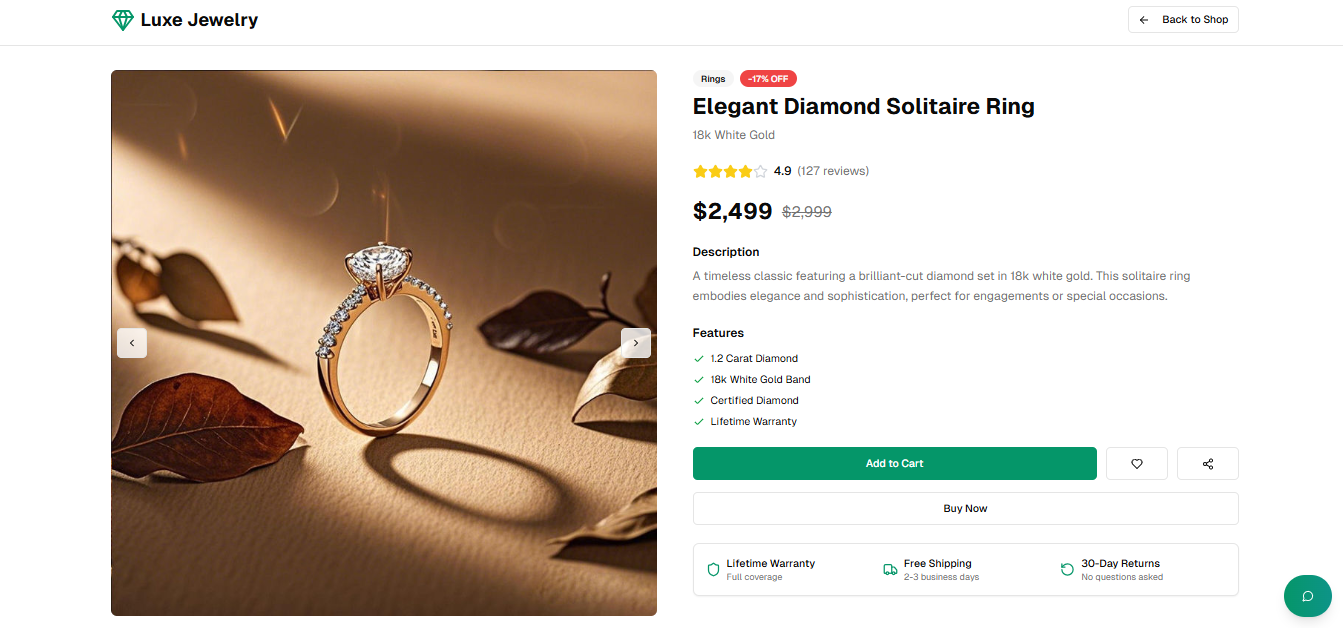 Luxe Jewelry
Back to Shop
Rings
-17% OFF
Elegant Diamond Solitaire Ring
18k White Gold
4.9 (127 reviews)
$2,499 $2,999
Description
A timeless classic featuring a brilliant-cut diamond set in 18k white gold. This solitaire ring
embodies elegance and sophistication, perfect for engagements or special occasions.
Features
1.2 Carat Diamond
18k White Gold Band
Certified Diamond
Lifetime Warranty
Add to Cart
Buy Now
Lifetime Warranty
Full coverage
Free Shipping
2-3 business days
30-Day Returns
No questions asked